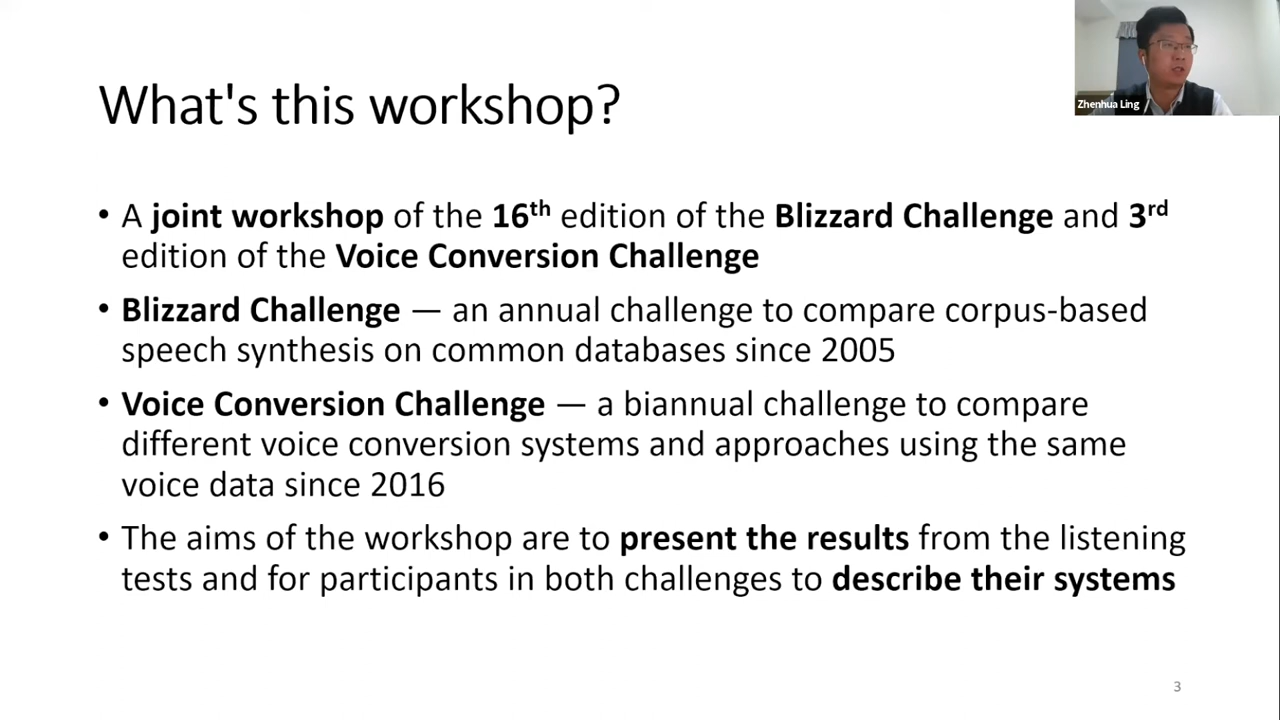 What's this workshop?
Zhenhua Ling
• A joint workshop of the 16th edition of the Blizzard Challenge and 3rd
edition of the Voice Conversion Challenge
• Blizzard Challenge — an annual challenge to compare corpus-based
speech synthesis on common databases since 2005
• Voice Conversion Challenge — a biannual challenge to compare
different voice conversion systems and approaches using the same
voice data since 2016
• The aims of the workshop are to present the results from the listening
tests and for participants in both challenges to describe their systems
3